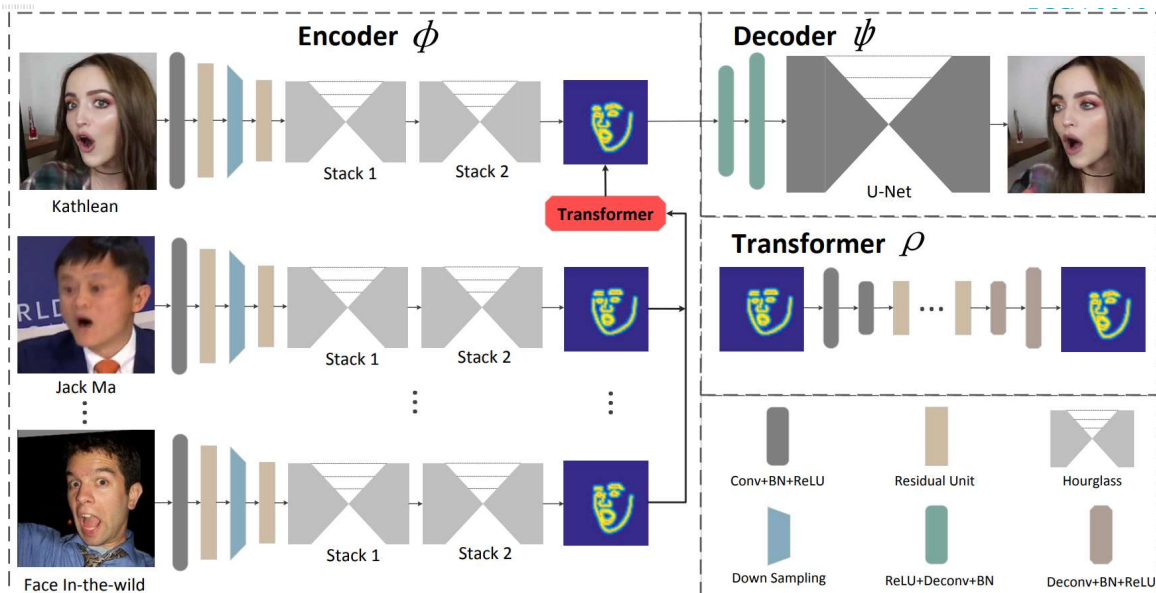 Encoder ϕ
Kathlean
Stack 1
Stack 2
Transformer
WORLD
Jack Ma
Stack 1
Stack 2
Face In-the-wild
Stack 1
Stack 2
Decoder ψ
U-Net
Transformer ρ
Conv+BN+ReLU
Residual Unit
Hourglass
Down Sampling
ReLU+Deconv+BN
Deconv+BN+ReLU